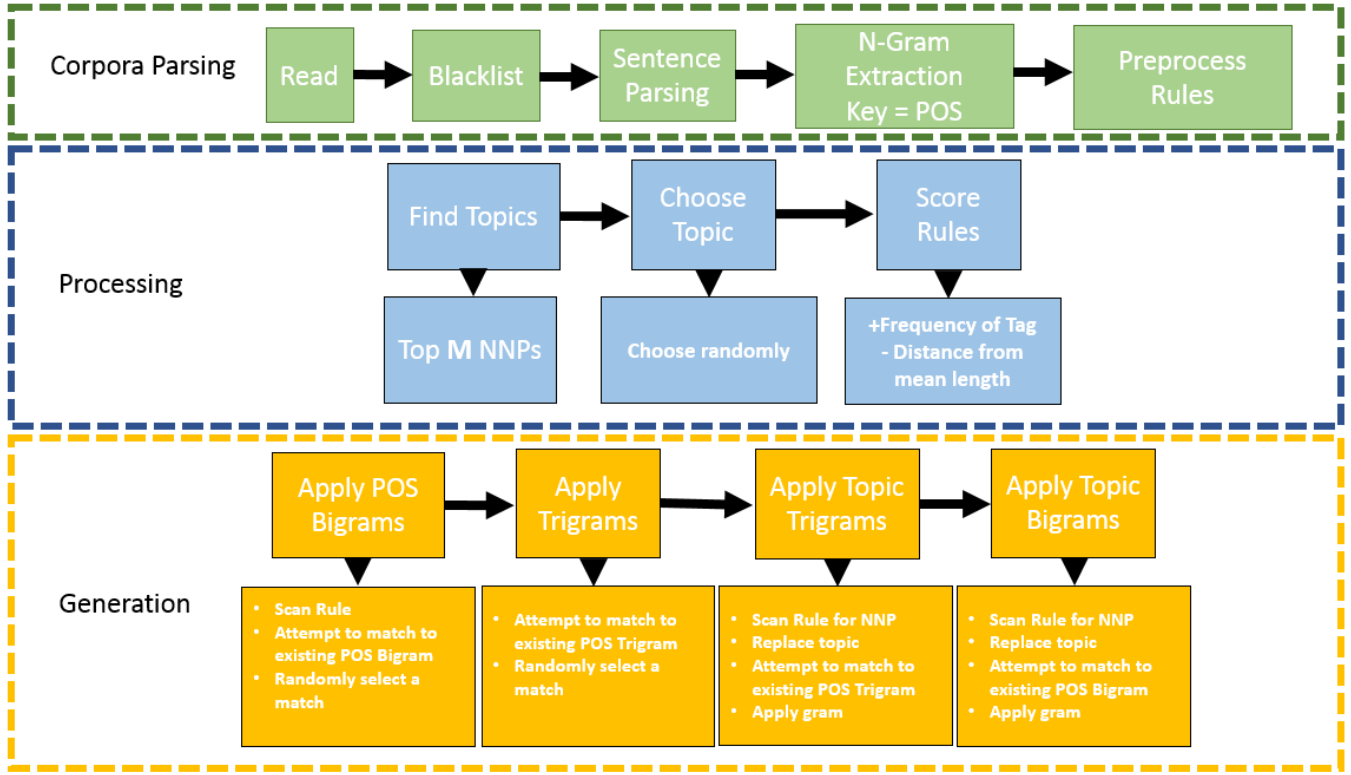 Corpora Parsing
Read
Blacklist
Sentence
Parsing
N-Gram
Extraction
Key = POS
Preprocess
Rules
Processing
Find Topics
Choose
Topic
Score
Rules
Top M NNPs
Choose randomly
+Frequency of Tag
- Distance from
mean length
Generation
Apply POS
Bigrams
Apply
Trigrams
Apply Topic
Trigrams
Apply Topic
Bigrams
• Scan Rule
• Attempt to match to
existing POS Bigram
• Randomly select a
match
• Attempt to match to
existing POS Trigram
• Randomly select a
match
• Scan Rule for NNP
• Replace topic
• Attempt to match to
existing POS Trigram
• Apply gram
• Scan Rule for NNP
• Replace topic
• Attempt to match to
existing POS Bigram
• Apply gram